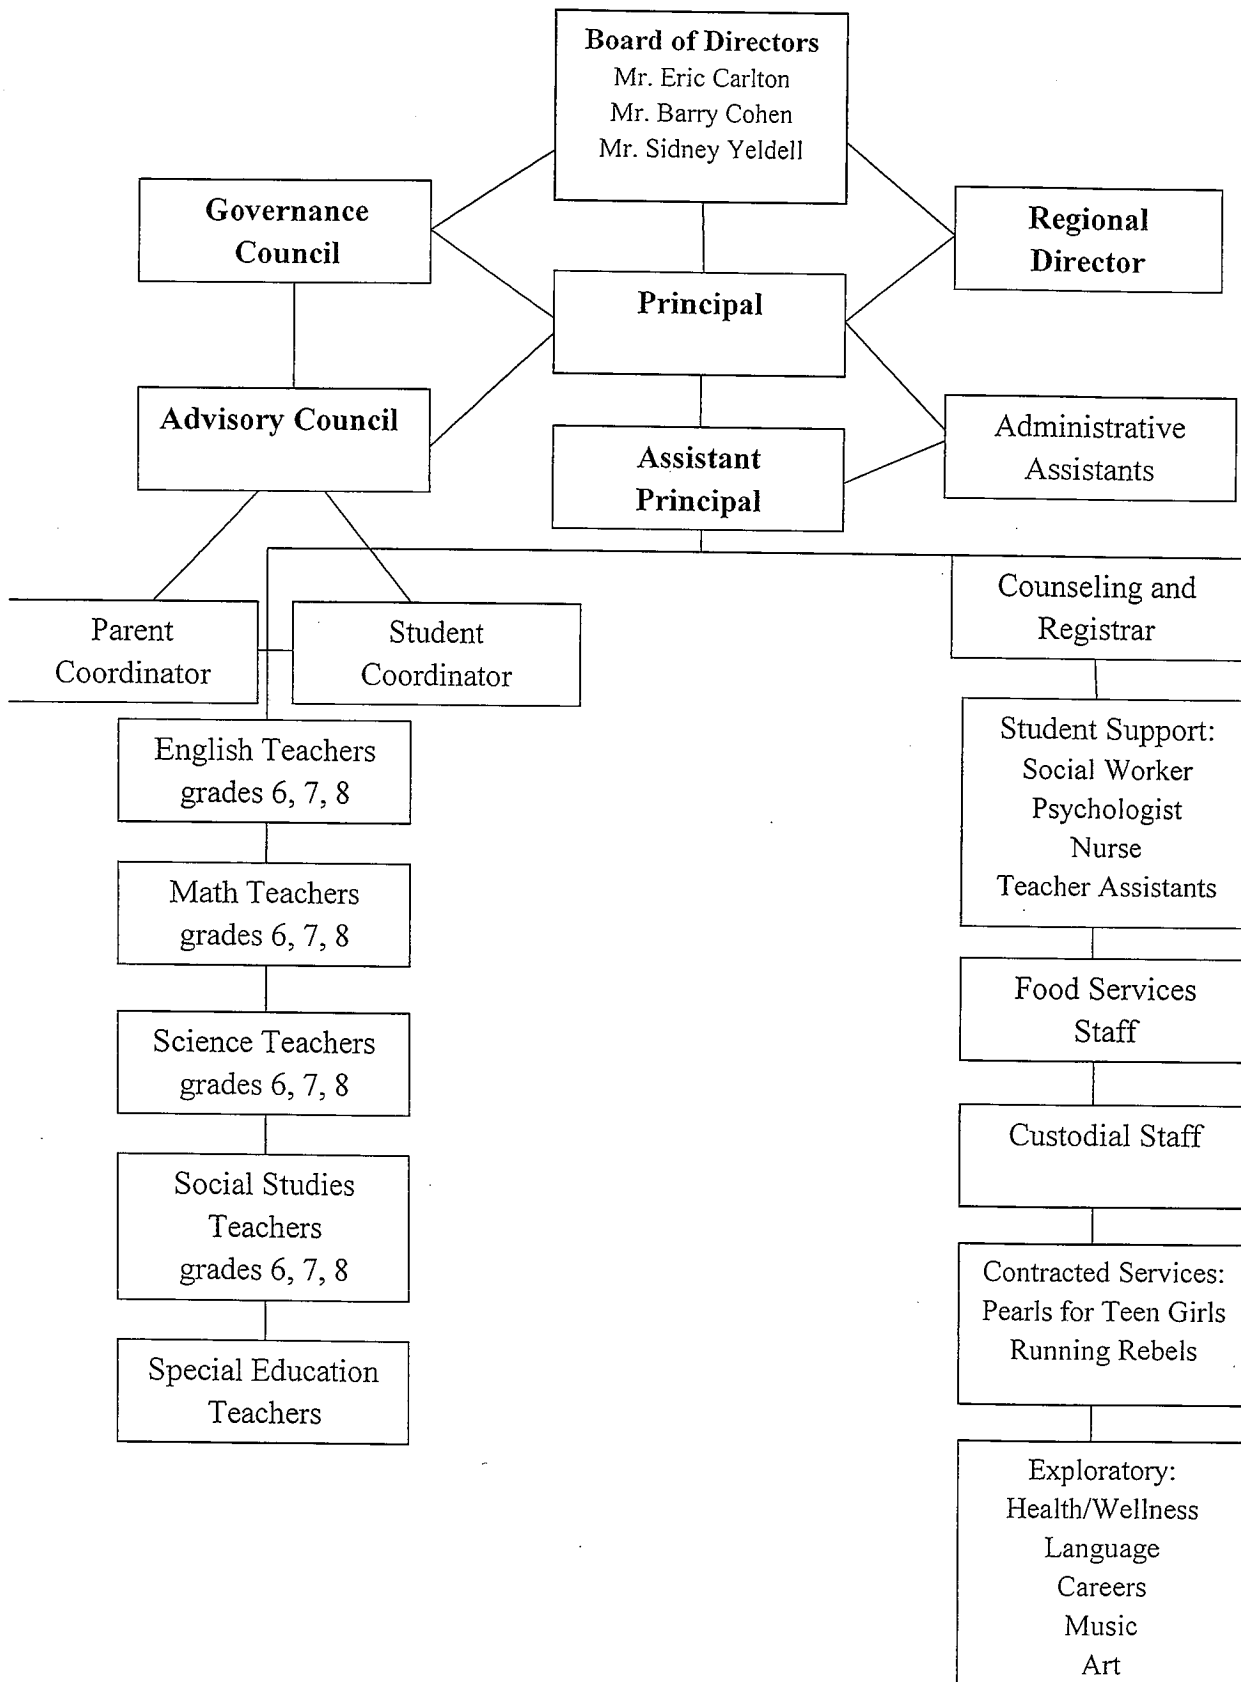 Board of Directors
Mr. Eric Carlton
Mr. Barry Cohen
Mr. Sidney Yeldell
Governance
Council
Regional
Director
Principal
Advisory Council
Assistant
Principal
Administrative
Assistants
Parent
Coordinator
Student
Coordinator
Counseling and
Registrar
English Teachers
grades 6, 7, 8
Math Teachers
grades 6, 7, 8
Science Teachers
grades 6, 7, 8
Social Studies
Teachers
grades 6, 7, 8
Special Education
Teachers
Student Support:
Social Worker
Psychologist
Nurse
Teacher Assistants
Food Services
Staff
Custodial Staff
Contracted Services:
Pearls for Teen Girls
Running Rebels
Exploratory:
Health/Wellness
Language
Careers
Music
Art